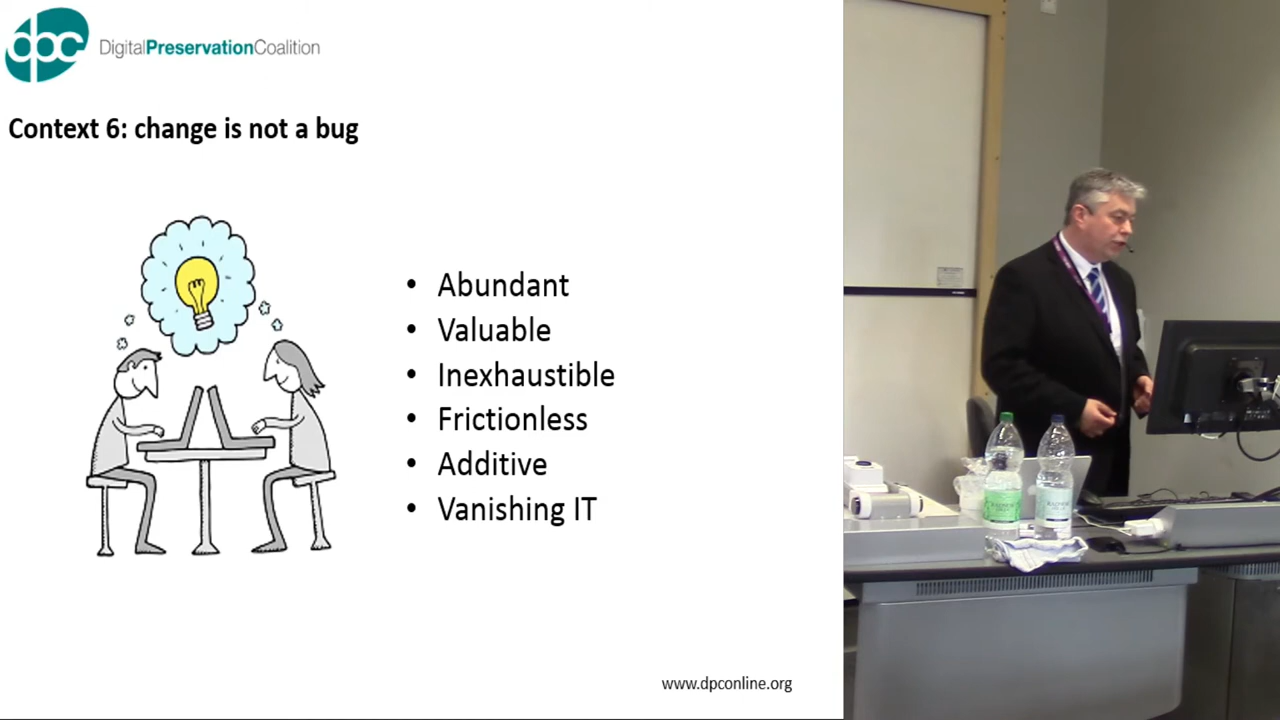 dpc DigitalPreservationCoalition
Context 6: change is not a bug
• Abundant
• Valuable
• Inexhaustible
• Frictionless
• Additive
• Vanishing IT
www.dpconline.org